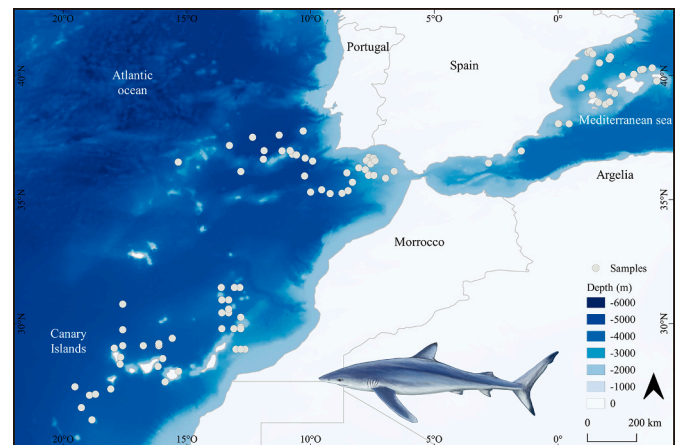 20°O 15°O 10°O 5°O 0°
40°N
40°N
Portugal
Spain
Atlantic
ocean
Mediterranean sea
Argelia
35°N
35°N
Morrocco
Samples
Depth (m)
-6000
-5000
-4000
-3000
-2000
-1000
0
30°N
30°N
Canary
Islands
0 200 km
20°O 15°O 10°O 5°O 0°